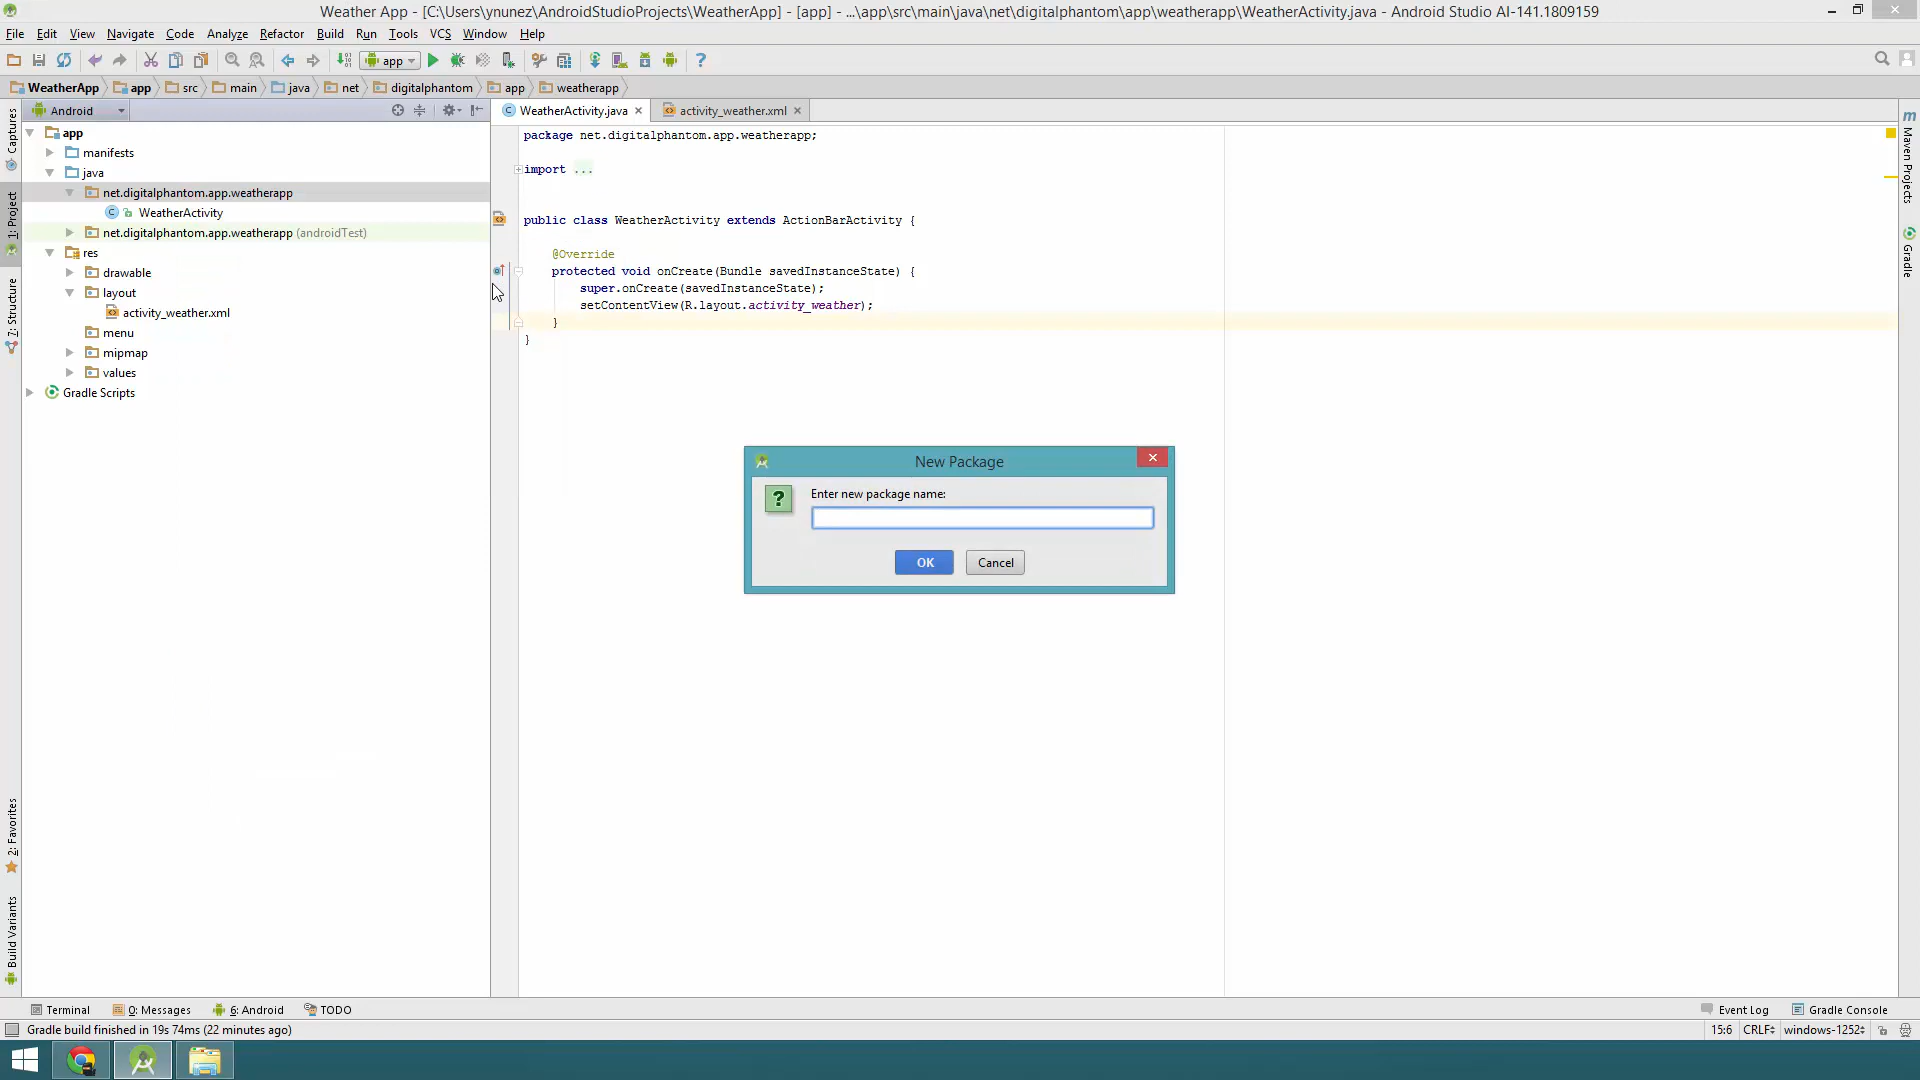 Weather App - [C:\Users\ynunez\AndroidStudioProjects\WeatherApp] - [app] - ...\app\src\main\java\net\digitalphantom\app\weatherapp\WeatherActivity.java - Android Studio AI-141.1809159
File Edit View Navigate Code Analyze Refactor Build Run Tools VCS Window Help
app
WeatherApp app src main java net digitalphantom app weatherapp
Android
WeatherActivity.java activity_weather.xml
Captures
1: Project
7: Structure
2: Favorites
Build Variants
app
manifests
java
net.digitalphantom.app.weatherapp
WeatherActivity
net.digitalphantom.app.weatherapp (androidTest)
res
drawable
layout
activity_weather.xml
menu
mipmap
values
Gradle Scripts
package net.digitalphantom.app.weatherapp;
import ...
public class WeatherActivity extends ActionBarActivity {
@Override
protected void onCreate(Bundle savedInstanceState) {
super.onCreate(savedInstanceState);
setContentView(R.layout.activity_weather);
}
}
New Package
Enter new package name:
OK Cancel
Maven Projects
Gradle
Terminal 0: Messages 6: Android TODO
Event Log Gradle Console
Gradle build finished in 19s 74ms (22 minutes ago)
15:6 CRLF windows-1252